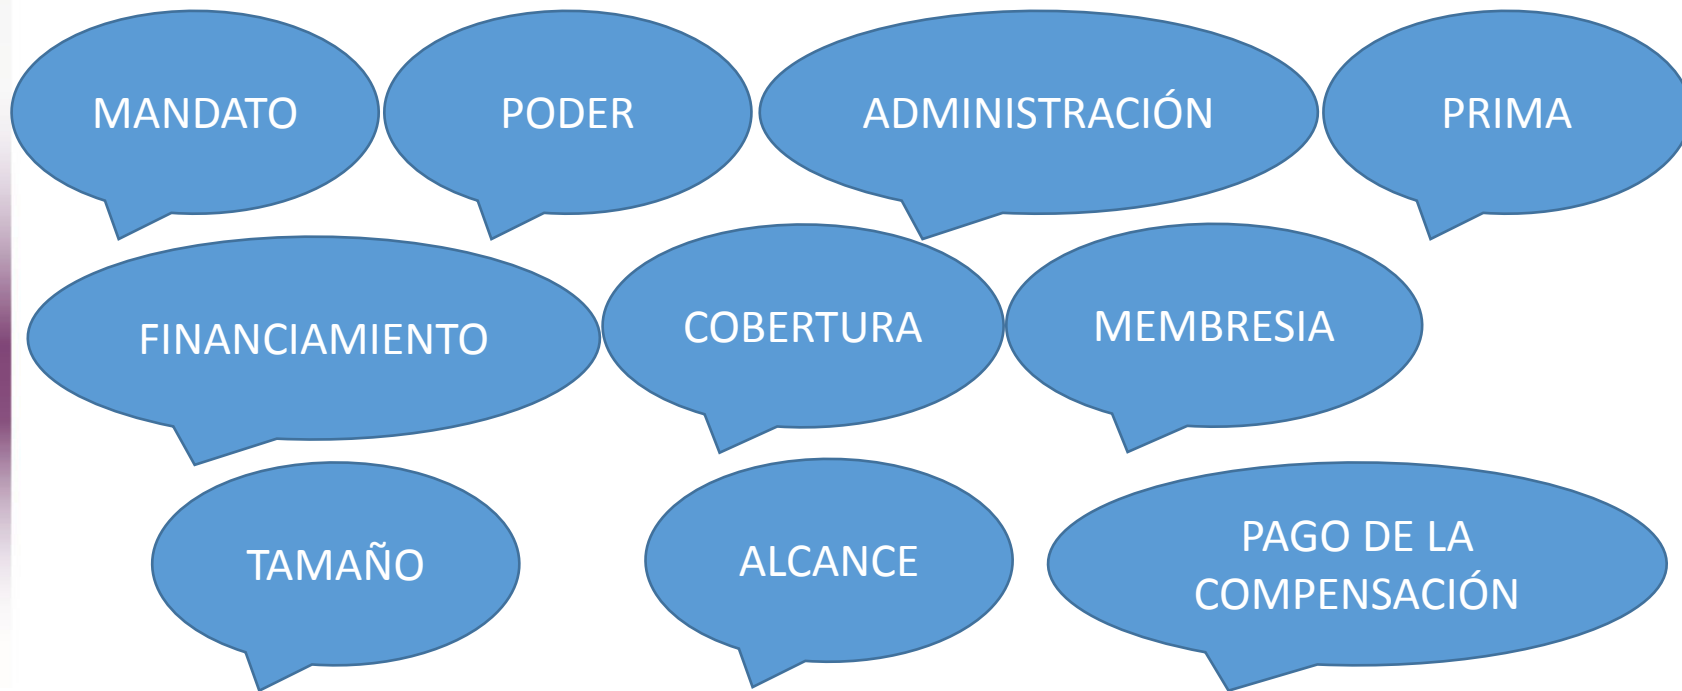 MANDATO
PODER
ADMINISTRACIÓN
PRIMA
FINANCIAMIENTO
COBERTURA
MEMBRESIA
TAMAÑO
ALCANCE
PAGO DE LA
COMPENSACIÓN